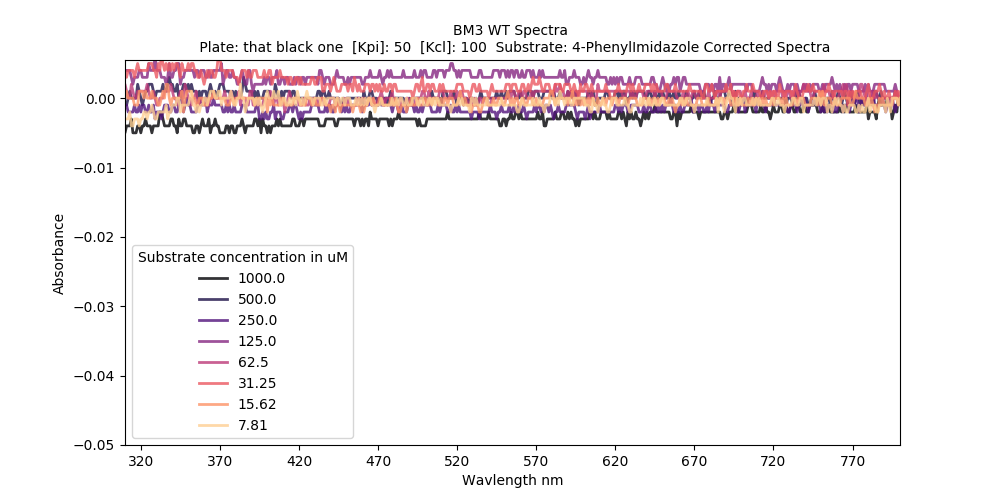 BM3 WT Spectra
Plate: that black one  [Kpi]: 50  [Kcl]: 100  Substrate: 4-PhenylImidazole Corrected Spectra
0.00
−0.01
−0.02
−0.03
−0.04
−0.05
Absorbance
Substrate concentration in uM
1000.0
500.0
250.0
125.0
62.5
31.25
15.62
7.81
320 370 420 470 520 570 620 670 720 770
Wavlength nm